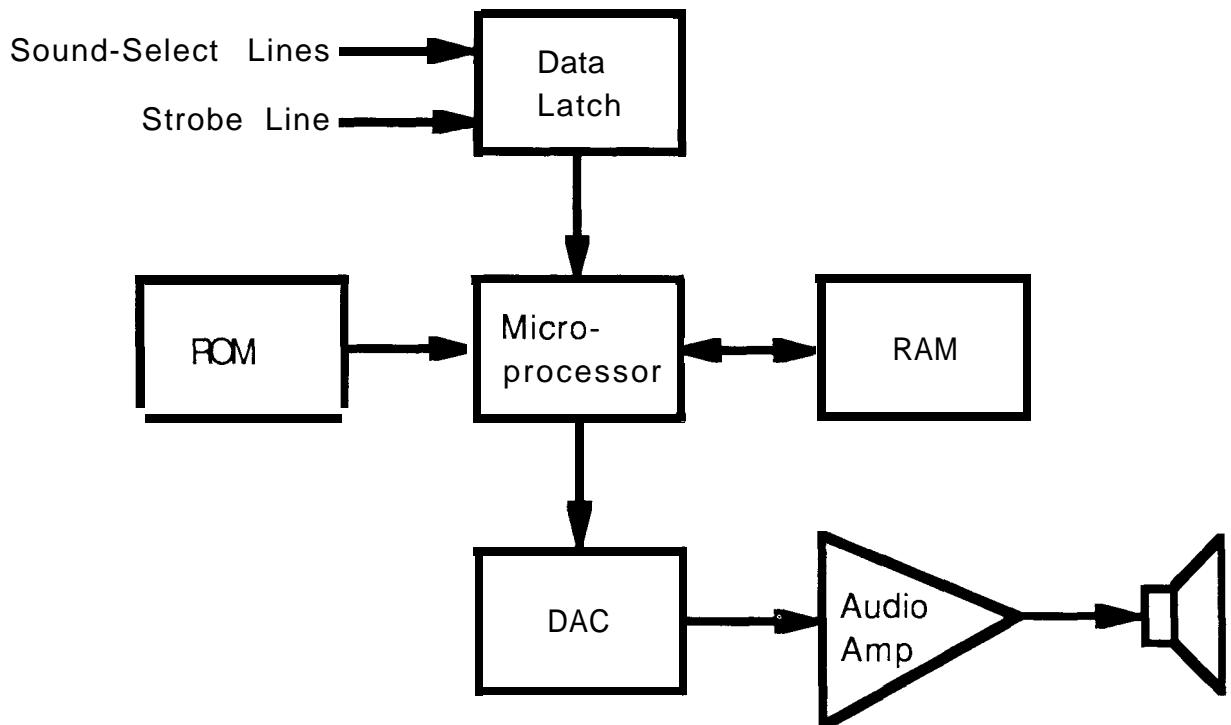 Sound-Select Lines
Strobe Line
Data
Latch
ROM
Micro-
processor
RAM
DAC
Audio
Amp